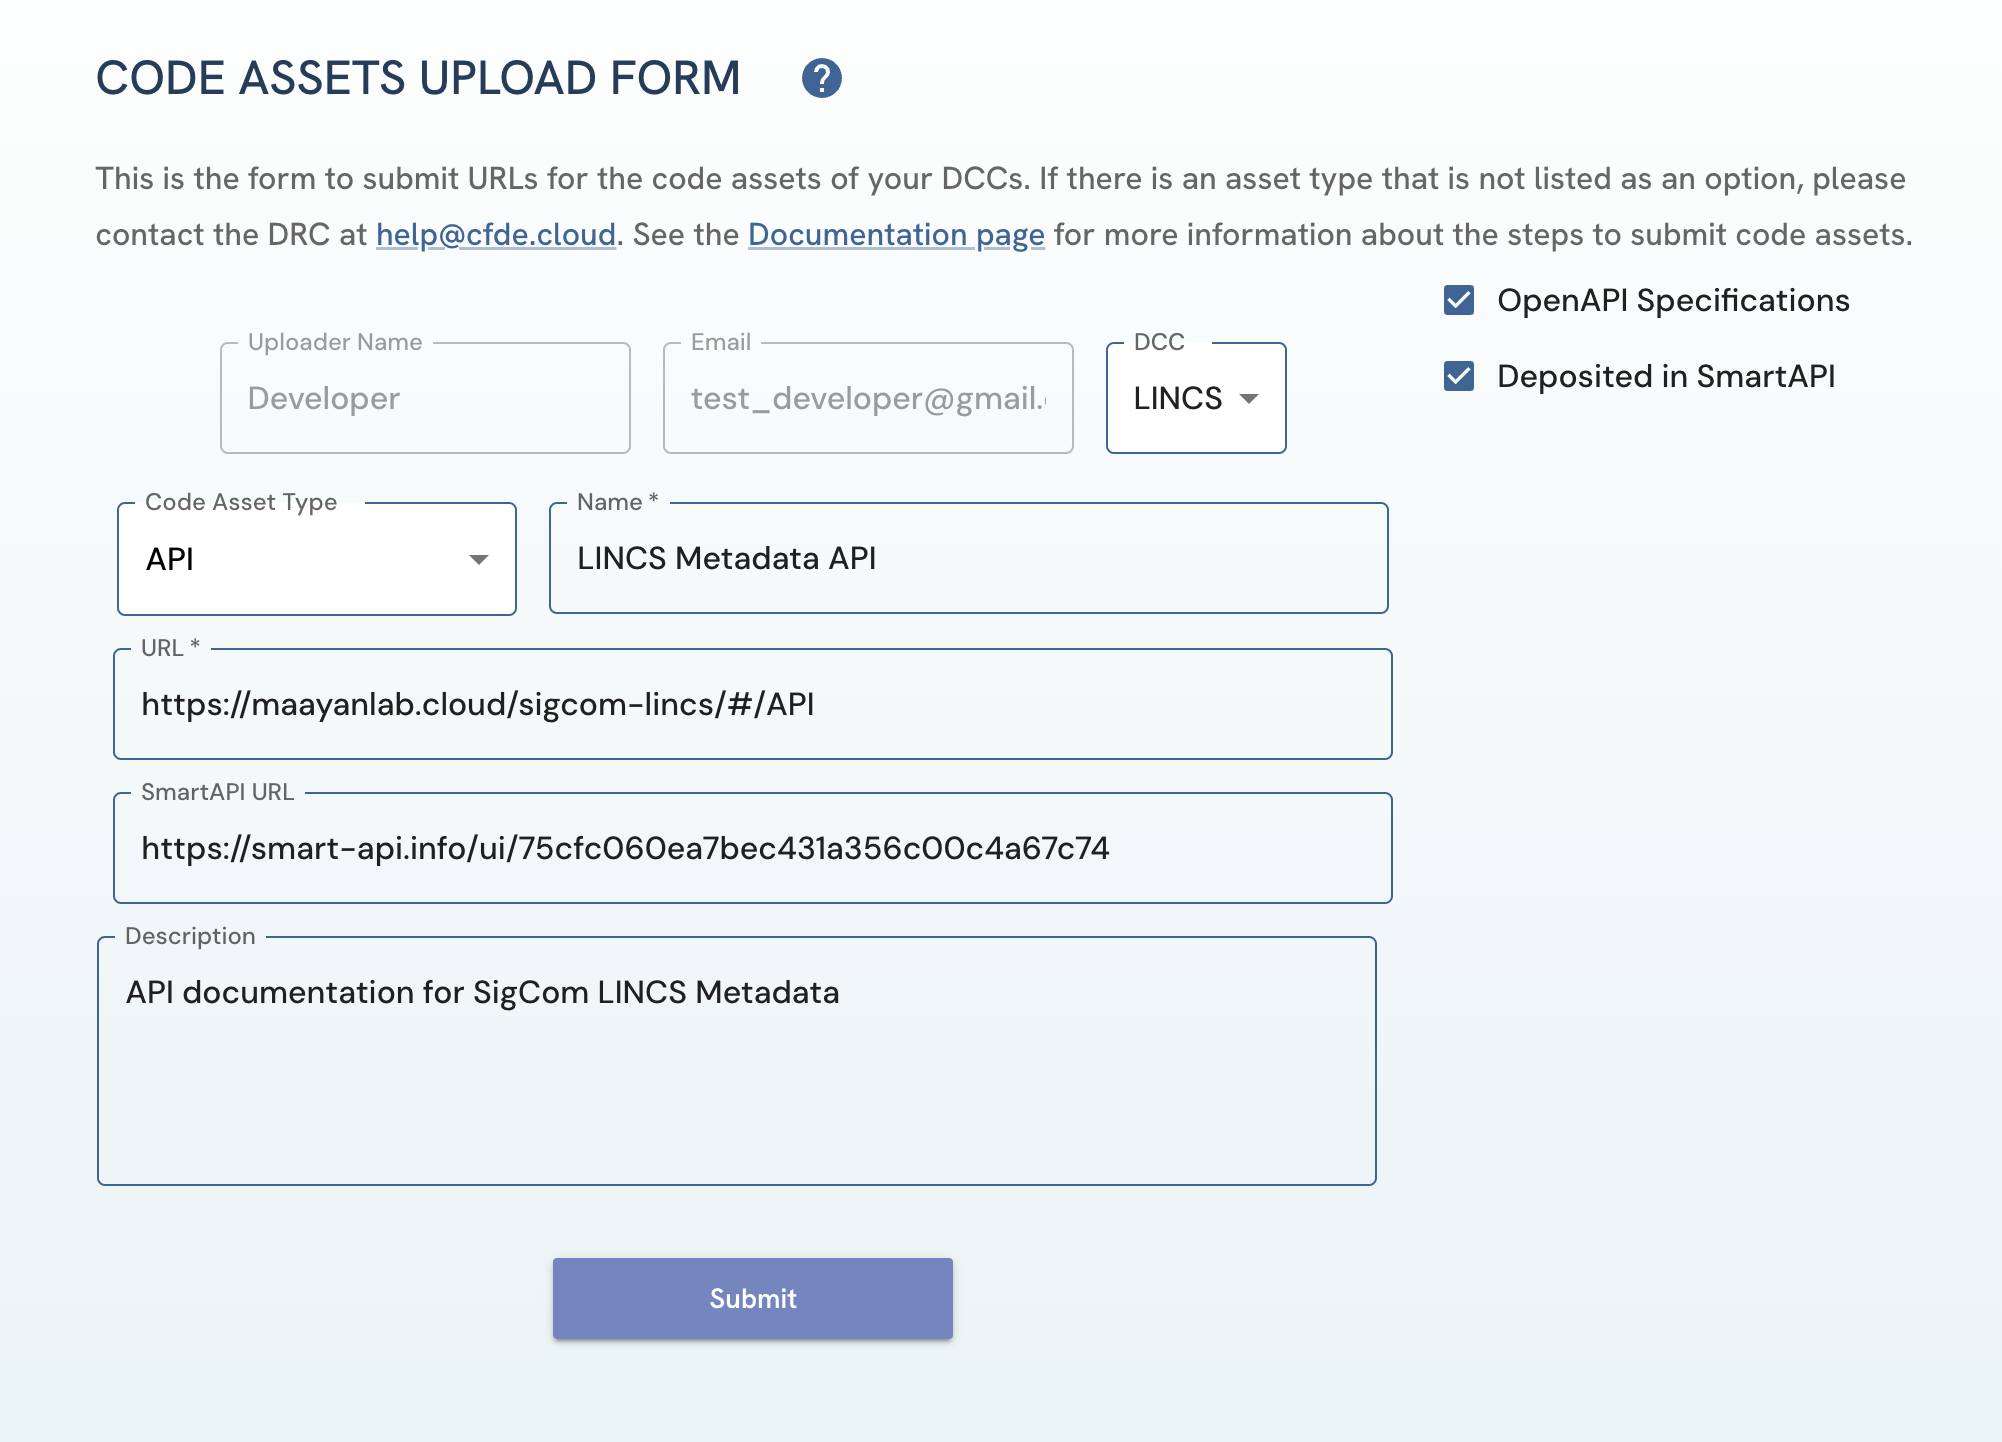 CODE ASSETS UPLOAD FORM ?
This is the form to submit URLs for the code assets of your DCCs. If there is an asset type that is not listed as an option, please
contact the DRC at help@cfde.cloud. See the Documentation page for more information about the steps to submit code assets.
OpenAPI Specifications
Deposited in SmartAPI
Uploader Name
Developer
Email
test_developer@gmail.
DCC
LINCS
Code Asset Type
API
Name *
LINCS Metadata API
URL *
https://maayanlab.cloud/sigcom-lincs/#/API
SmartAPI URL
https://smart-api.info/ui/75cfc060ea7bec431a356c00c4a67c74
Description
API documentation for SigCom LINCS Metadata
Submit